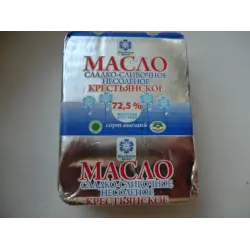 МАСЛО
СЛАДКО-СЛИВОЧНОЕ
НЕСОЛЕНОЕ
КРЕСТЬЯНСКОЕ
72,5 %
сорт высший
МАСЛО
СЛАДКО-СЛИВОЧНОЕ
НЕСОЛЕНОЕ
КРЕСТЬЯНСКОЕ